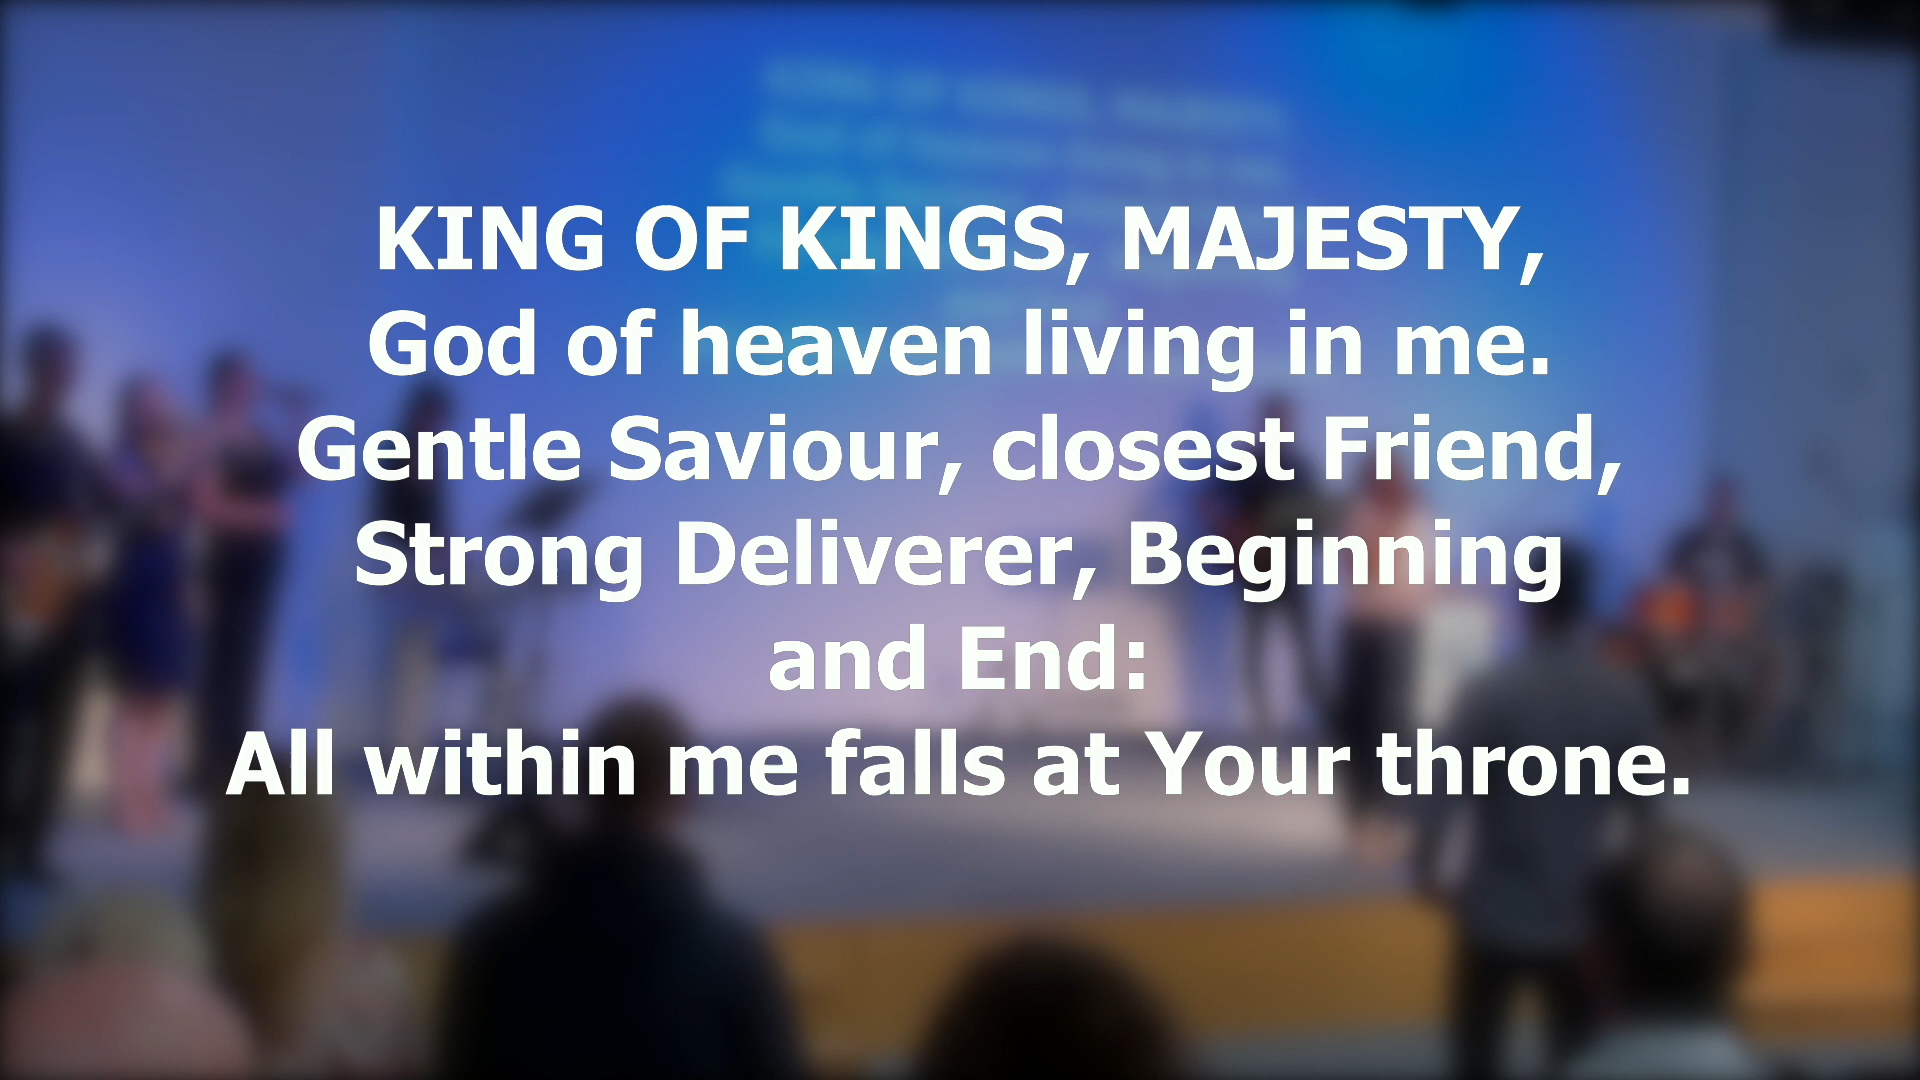 KING OF KINGS, MAJESTY,
God of heaven living in me.
Gentle Saviour, closest Friend,
Strong Deliverer, Beginning
and End:
All within me falls at Your throne.